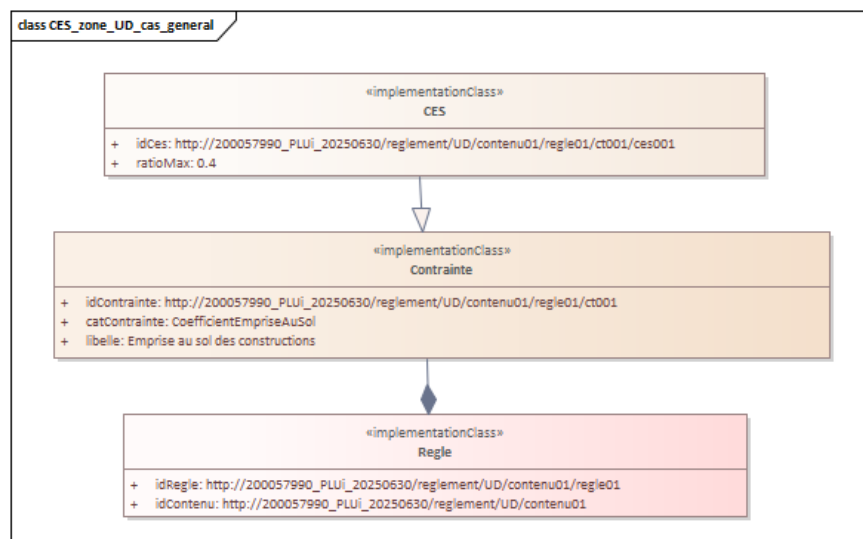 class CES_zone_UD_cas_general
«implementationClass»
CES
+ idCes: http://200057990_PLUi_20250630/reglement/UD/contenu01/regle01/ct001/ces001
+ ratioMax: 0.4
«implementationClass»
Contrainte
+ idContrainte: http://200057990_PLUi_20250630/reglement/UD/contenu01/regle01/ct001
+ catContrainte: CoefficientEmpriseAuSol
+ libelle: Emprise au sol des constructions
«implementationClass»
Regle
+ idRegle: http://200057990_PLUi_20250630/reglement/UD/contenu01/regle01
+ idContenu: http://200057990_PLUi_20250630/reglement/UD/contenu01